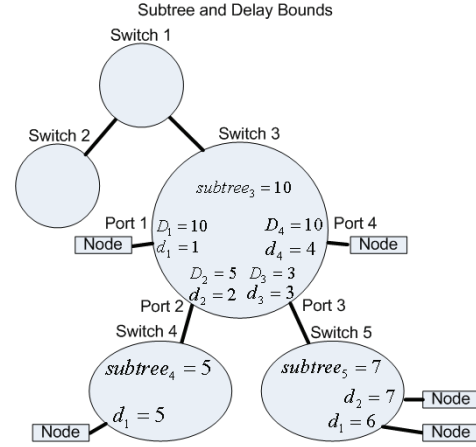 Subtree and Delay Bounds
Switch 1
Switch 2
Switch 3
subtree₃ = 10
Port 1
D₁ = 10
D₄ = 10
Port 4
Node
d₁ = 1
d₄ = 4
Node
D₂ = 5 D₃ = 3
d₂ = 2 d₃ = 3
Port 2
Port 3
Switch 4
Switch 5
subtree₄ = 5
subtree₅ = 7
d₂ = 7
Node
d₁ = 5
d₁ = 6
Node
Node